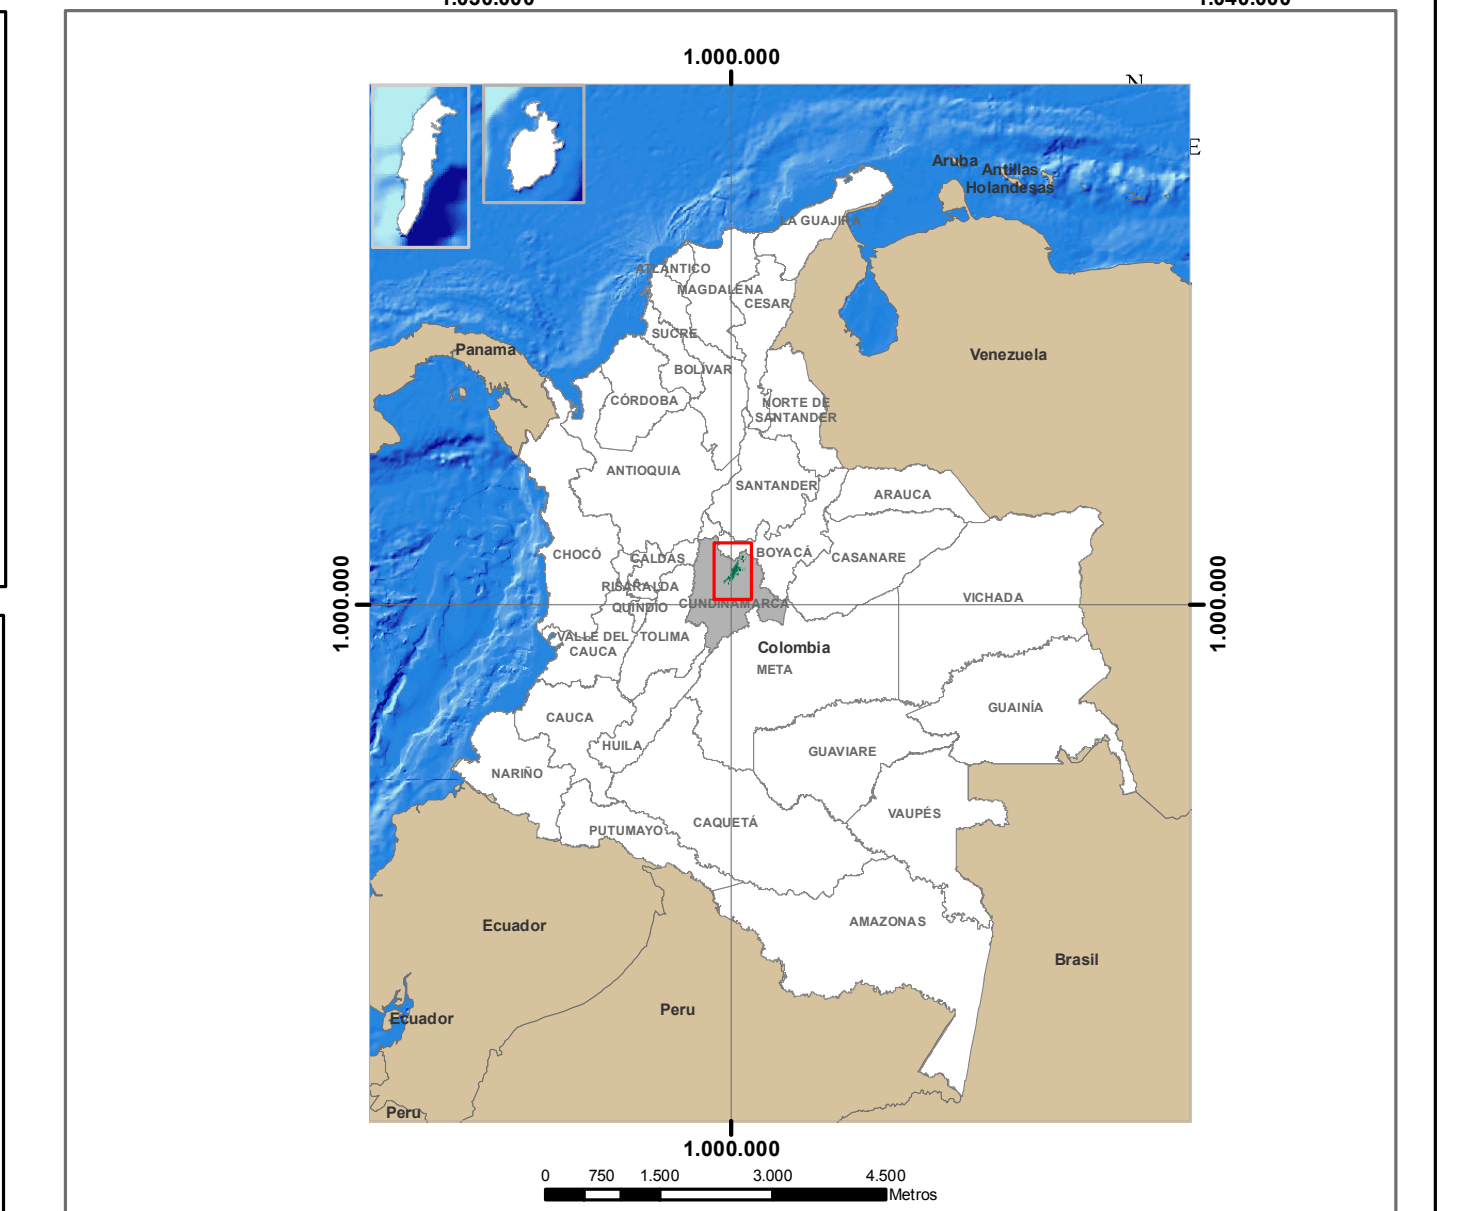 1.000.000
N
E
Aruba
Antillas
Holandesas
LA GUAJIRA
ATLÁNTICO
MAGDALENA
CESAR
SUCRE
Panama
Venezuela
BOLÍVAR
CÓRDOBA
NORTE DE
SANTANDER
ANTIOQUIA
SANTANDER
ARAUCA
CHOCÓ
CALDAS
BOYACÁ
CASANARE
RISARALDA
VICHADA
QUINDÍO
CUNDINAMARCA
1.000.000
1.000.000
VALLE DEL
CAUCA
TOLIMA
Colombia
META
GUAINÍA
CAUCA
HUILA
GUAVIARE
NARIÑO
VAUPÉS
CAQUETÁ
PUTUMAYO
AMAZONAS
Ecuador
Brasil
Peru
Ecuador
Peru
1.000.000
0 750 1.500 3.000 4.500
Metros